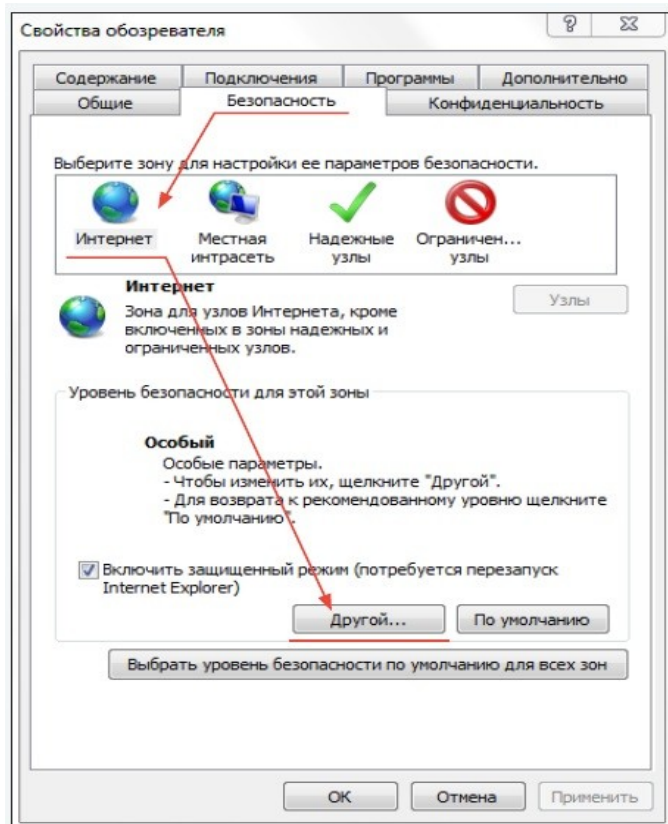 Свойства обозревателя
Содержание Подключения Программы Дополнительно
Общие Безопасность Конфиденциальность
Выберите зону для настройки ее параметров безопасности.
Интернет Местная интрасеть Надежные узлы Ограничен... узлы
Интернет
Зона для узлов Интернета, кроме
включенных в зоны надежных и
ограниченных узлов.
Узлы
Уровень безопасности для этой зоны
Особый
Особые параметры.
- Чтобы изменить их, щелкните "Другой".
- Для возврата к рекомендованному уровню щелкните
"По умолчанию".
Включить защищенный режим (потребуется перезапуск
Internet Explorer)
Другой... По умолчанию
Выбрать уровень безопасности по умолчанию для всех зон
ОК Отмена Применить